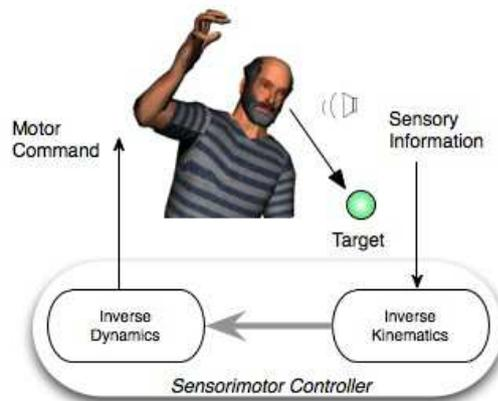 Motor
Command
Sensory
Information
Target
Inverse
Dynamics
Inverse
Kinematics
Sensorimotor Controller